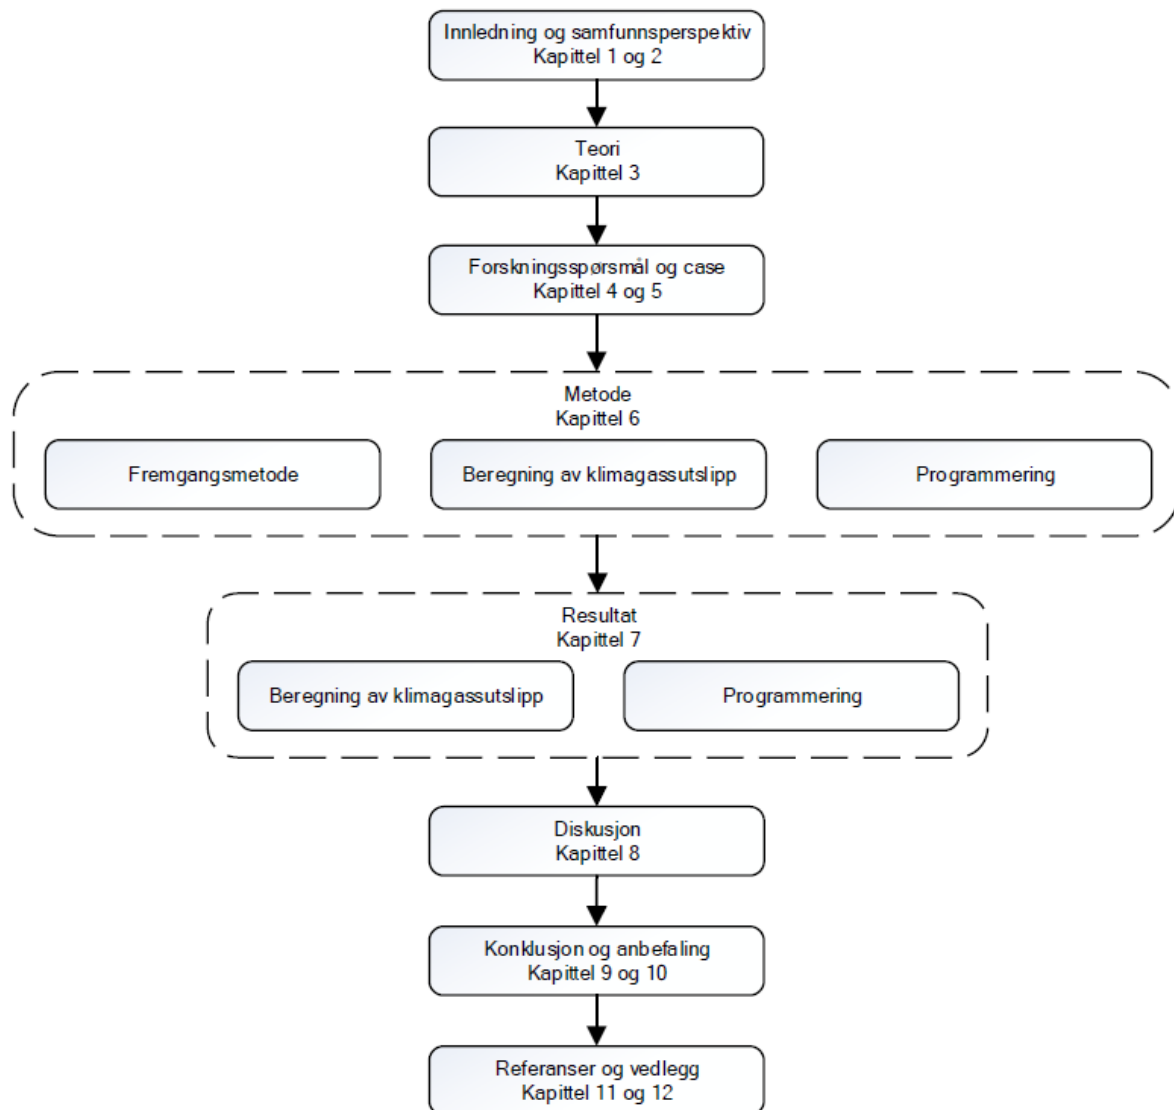 Innledning og samfunnsperspektiv
Kapittel 1 og 2
Teori
Kapittel 3
Forskningsspørsmål og case
Kapittel 4 og 5
Metode
Kapittel 6
Fremgangsmetode
Beregning av klimagassutslipp
Programmering
Resultat
Kapittel 7
Beregning av klimagassutslipp
Programmering
Diskusjon
Kapittel 8
Konklusjon og anbefaling
Kapittel 9 og 10
Referanser og vedlegg
Kapittel 11 og 12